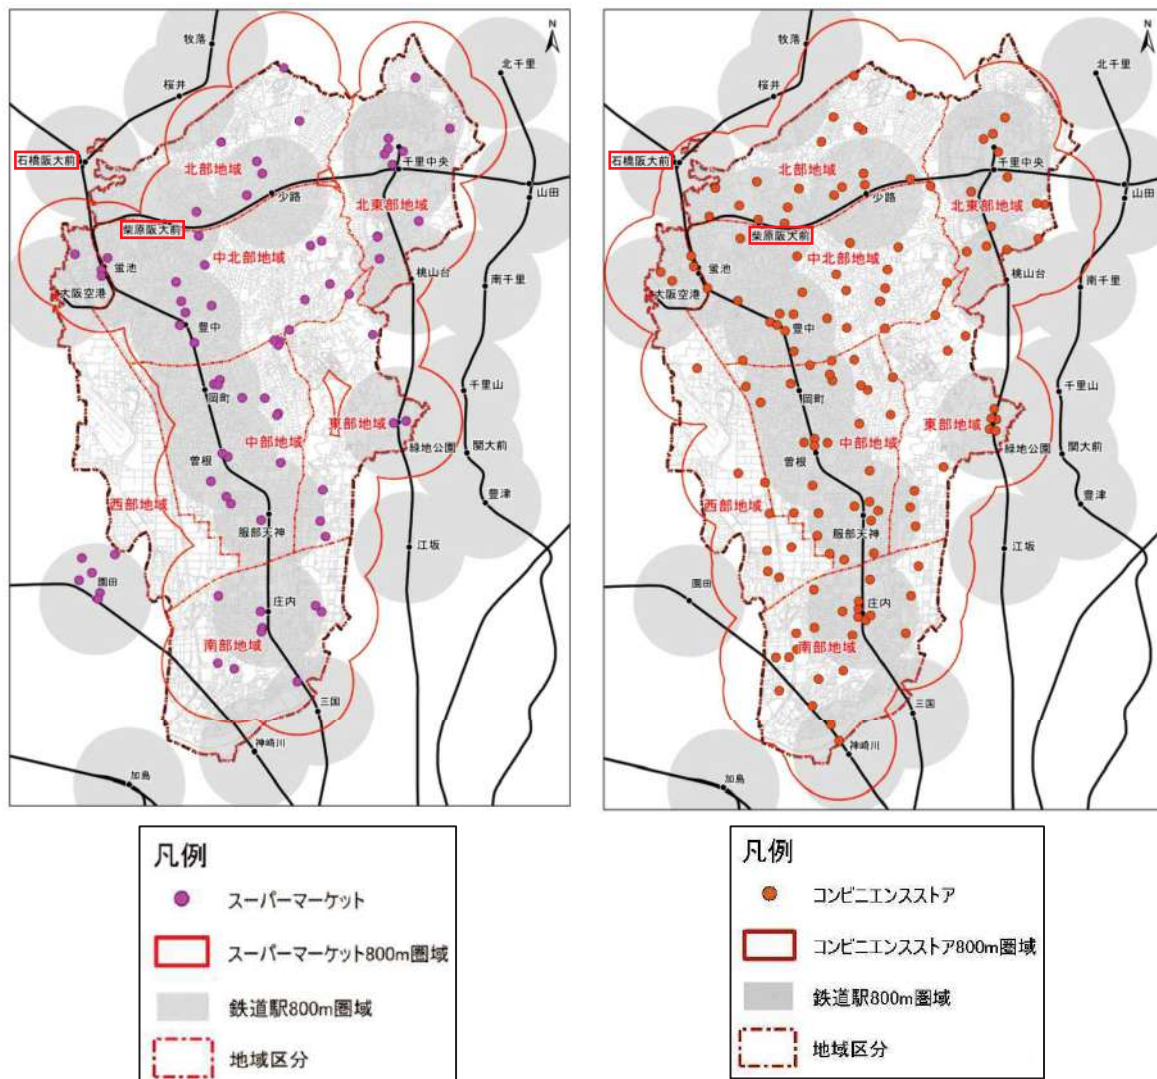 N
牧落
北千里
桜井
石橋阪大前
北部地域
千里中央
山田
少路
北東部地域
柴原阪大前
中北部地域
蛍池
桃山台
南千里
大阪空港
豊中
千里山
岡町
東部地域
中部地域
緑地公園
関大前
曽根
豊津
西部地域
服部天神
江坂
園田
庄内
南部地域
三国
神崎川
加島
凡例
スーパーマーケット
スーパーマーケット800m圏域
鉄道駅800m圏域
地域区分
N
牧落
北千里
桜井
石橋阪大前
北部地域
千里中央
山田
少路
北東部地域
柴原阪大前
中北部地域
蛍池
桃山台
南千里
大阪空港
豊中
千里山
岡町
東部地域
中部地域
緑地公園
関大前
曽根
豊津
西部地域
服部天神
江坂
園田
庄内
南部地域
三国
神崎川
加島
凡例
コンビニエンスストア
コンビニエンスストア800m圏域
鉄道駅800m圏域
地域区分